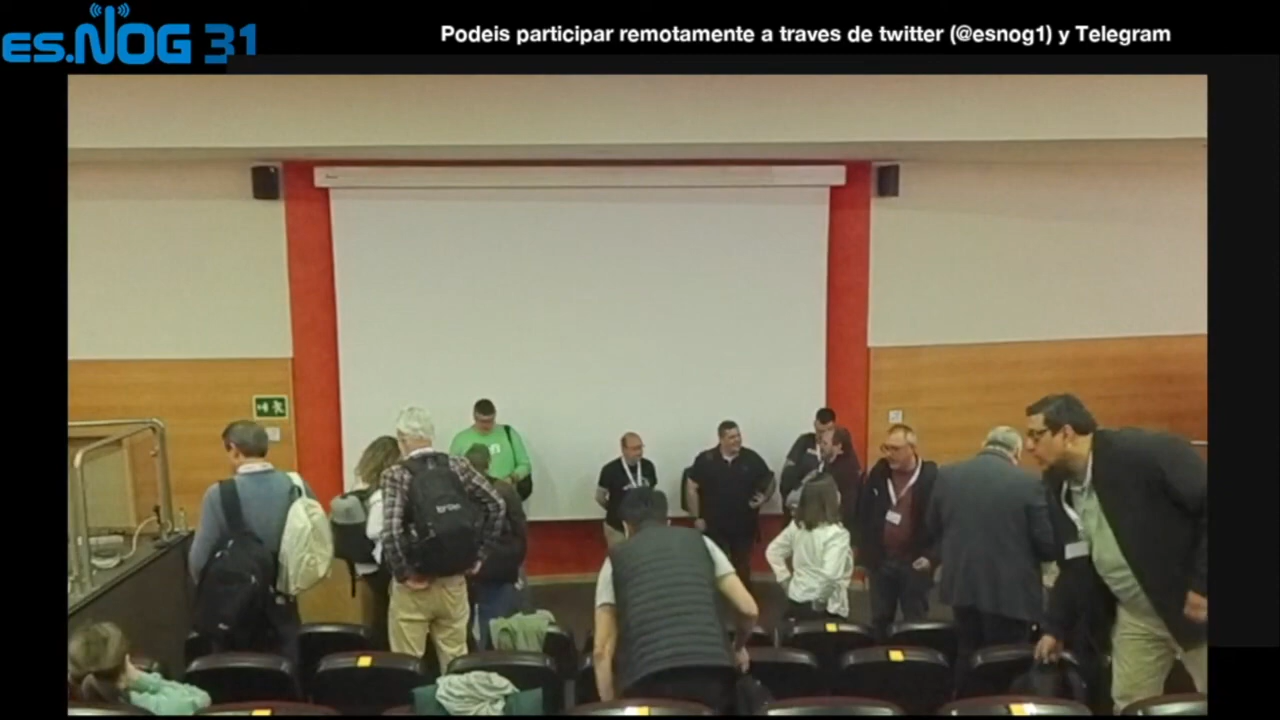 es.NOG 31
Podeis participar remotamente a traves de twitter (@esnog1) y Telegram